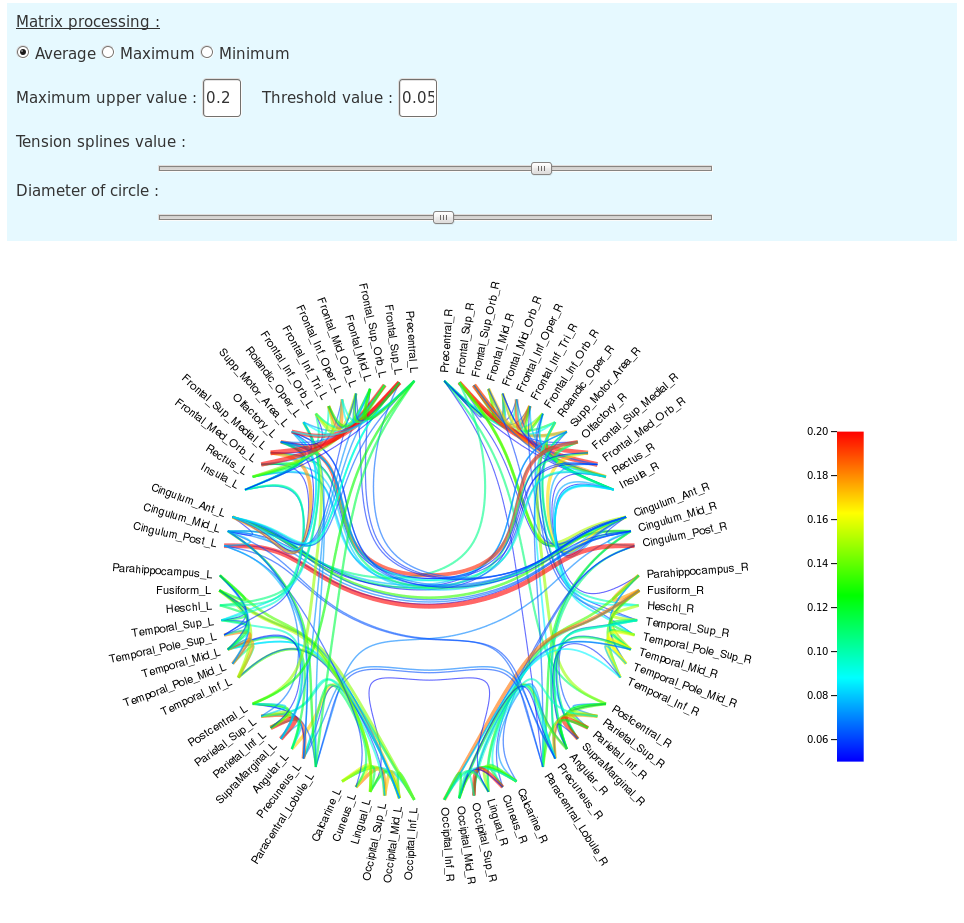 Matrix processing :
Average Maximum Minimum
Maximum upper value : 0.2 Threshold value : 0.05
Tension splines value :
Diameter of circle :
Precentral_L
Frontal_Sup_L
Frontal_Sup_Orb_L
Frontal_Mid_L
Frontal_Mid_Orb_L
Frontal_Inf_Oper_L
Frontal_Inf_Tri_L
Frontal_Inf_Orb_L
Rolandic_Oper_L
Supp_Motor_Area_L
Olfactory_L
Frontal_Sup_Medial_L
Frontal_Med_Orb_L
Rectus_L
Insula_L
Cingulum_Ant_L
Cingulum_Mid_L
Cingulum_Post_L
Parahippocampus_L
Fusiform_L
Heschl_L
Temporal_Sup_L
Temporal_Pole_Sup_L
Temporal_Mid_L
Temporal_Pole_Mid_L
Temporal_Inf_L
Postcentral_L
Parietal_Sup_L
Parietal_Inf_L
SupraMarginal_L
Angular_L
Precuneus_L
Paracentral_Lobule_L
Calcarine_L
Cuneus_L
Lingual_L
Occipital_Sup_L
Occipital_Mid_L
Occipital_Inf_L
Precentral_R
Frontal_Sup_R
Frontal_Sup_Orb_R
Frontal_Mid_R
Frontal_Mid_Orb_R
Frontal_Inf_Oper_R
Frontal_Inf_Tri_R
Frontal_Inf_Orb_R
Rolandic_Oper_R
Supp_Motor_Area_R
Olfactory_R
Frontal_Sup_Medial_R
Frontal_Med_Orb_R
Rectus_R
Insula_R
Cingulum_Ant_R
Cingulum_Mid_R
Cingulum_Post_R
Parahippocampus_R
Fusiform_R
Heschl_R
Temporal_Sup_R
Temporal_Pole_Sup_R
Temporal_Mid_R
Temporal_Pole_Mid_R
Temporal_Inf_R
Postcentral_R
Parietal_Sup_R
Parietal_Inf_R
SupraMarginal_R
Angular_R
Precuneus_R
Paracentral_Lobule_R
Calcarine_R
Cuneus_R
Lingual_R
Occipital_Sup_R
Occipital_Mid_R
Occipital_Inf_R
0.20
0.18
0.16
0.14
0.12
0.10
0.08
0.06